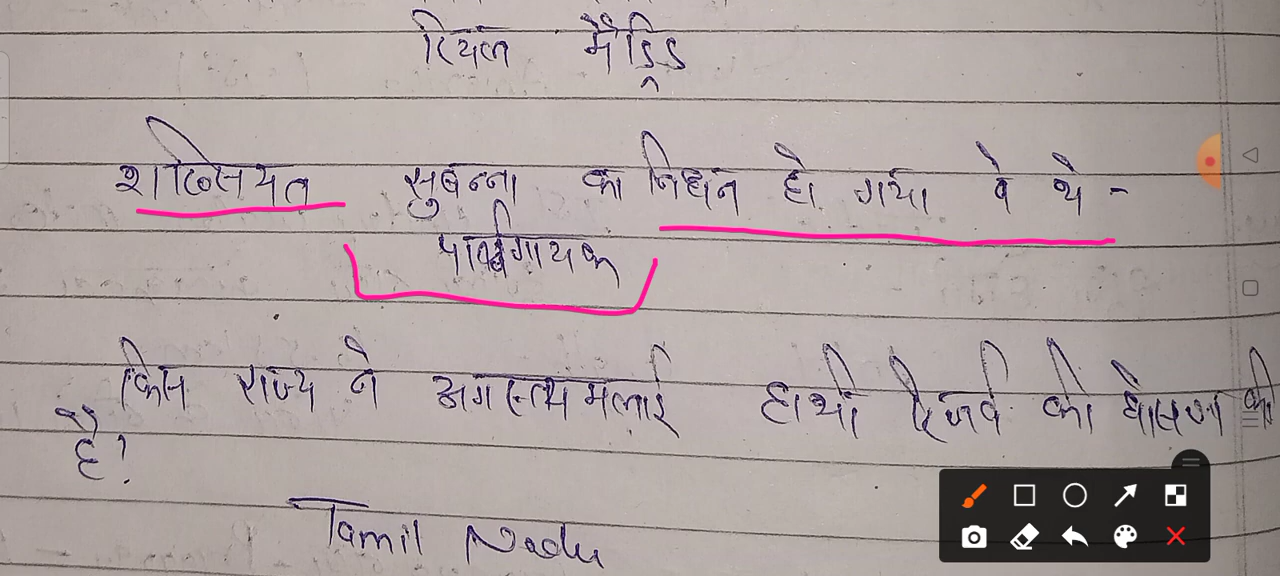 रियल मैड्रिड
शख्सियत सुबन्ना का निधन हो गया वे थे -
पार्श्वगायक
किस राज्य ने अगस्त्यमलाई हाथी रिजर्व की घोषणा की
है?
Tamil Nadu